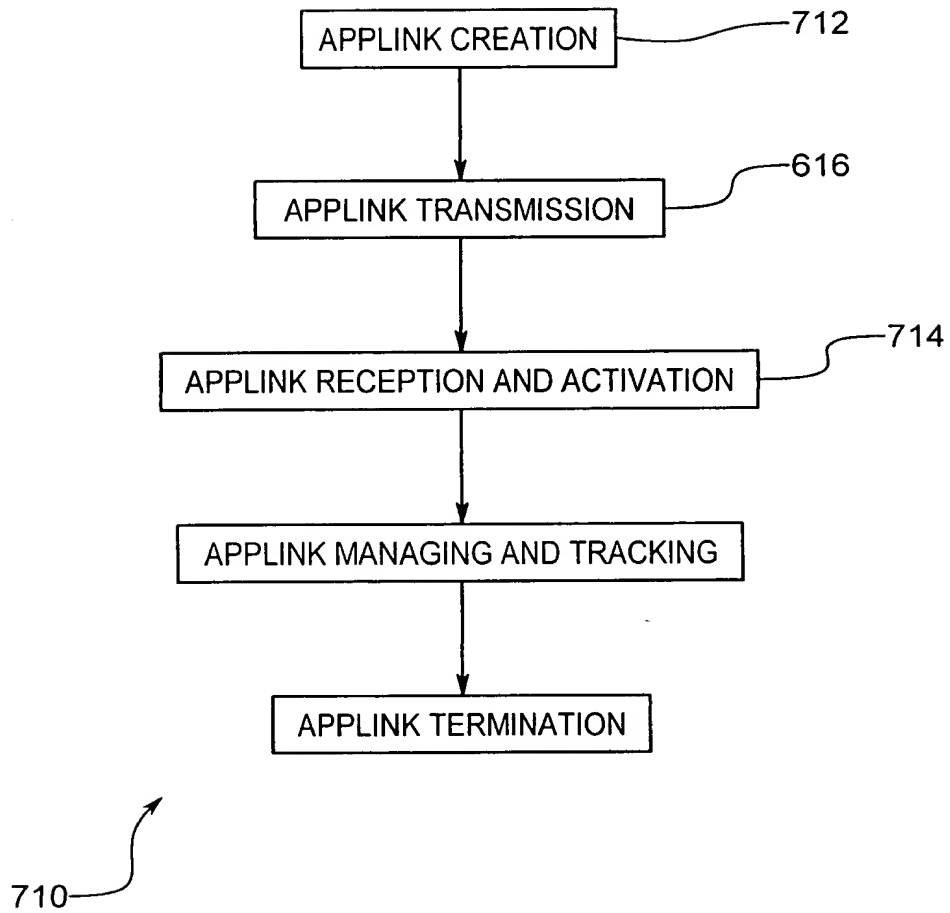 APPLINK CREATION
712
APPLINK TRANSMISSION
616
APPLINK RECEPTION AND ACTIVATION
714
APPLINK MANAGING AND TRACKING
APPLINK TERMINATION
710